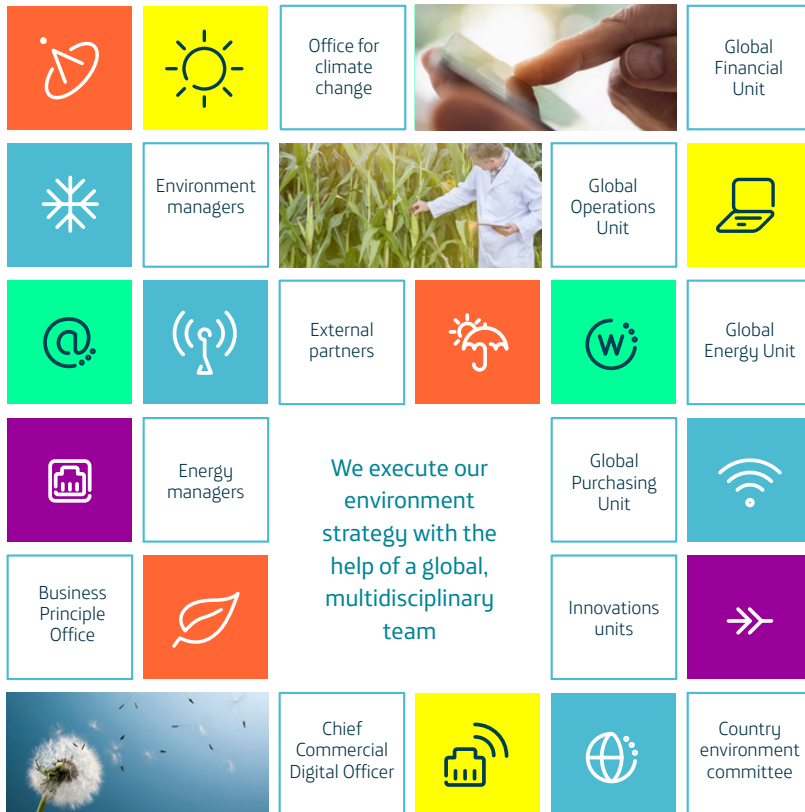 Office for
climate
change
Global
Financial
Unit
Environment
managers
Global
Operations
Unit
External
partners
Global
Energy Unit
Energy
managers
We execute our
environment
strategy with the
help of a global,
multidisciplinary
team
Global
Purchasing
Unit
Business
Principle
Office
Innovations
units
Chief
Commercial
Digital Officer
Country
environment
committee